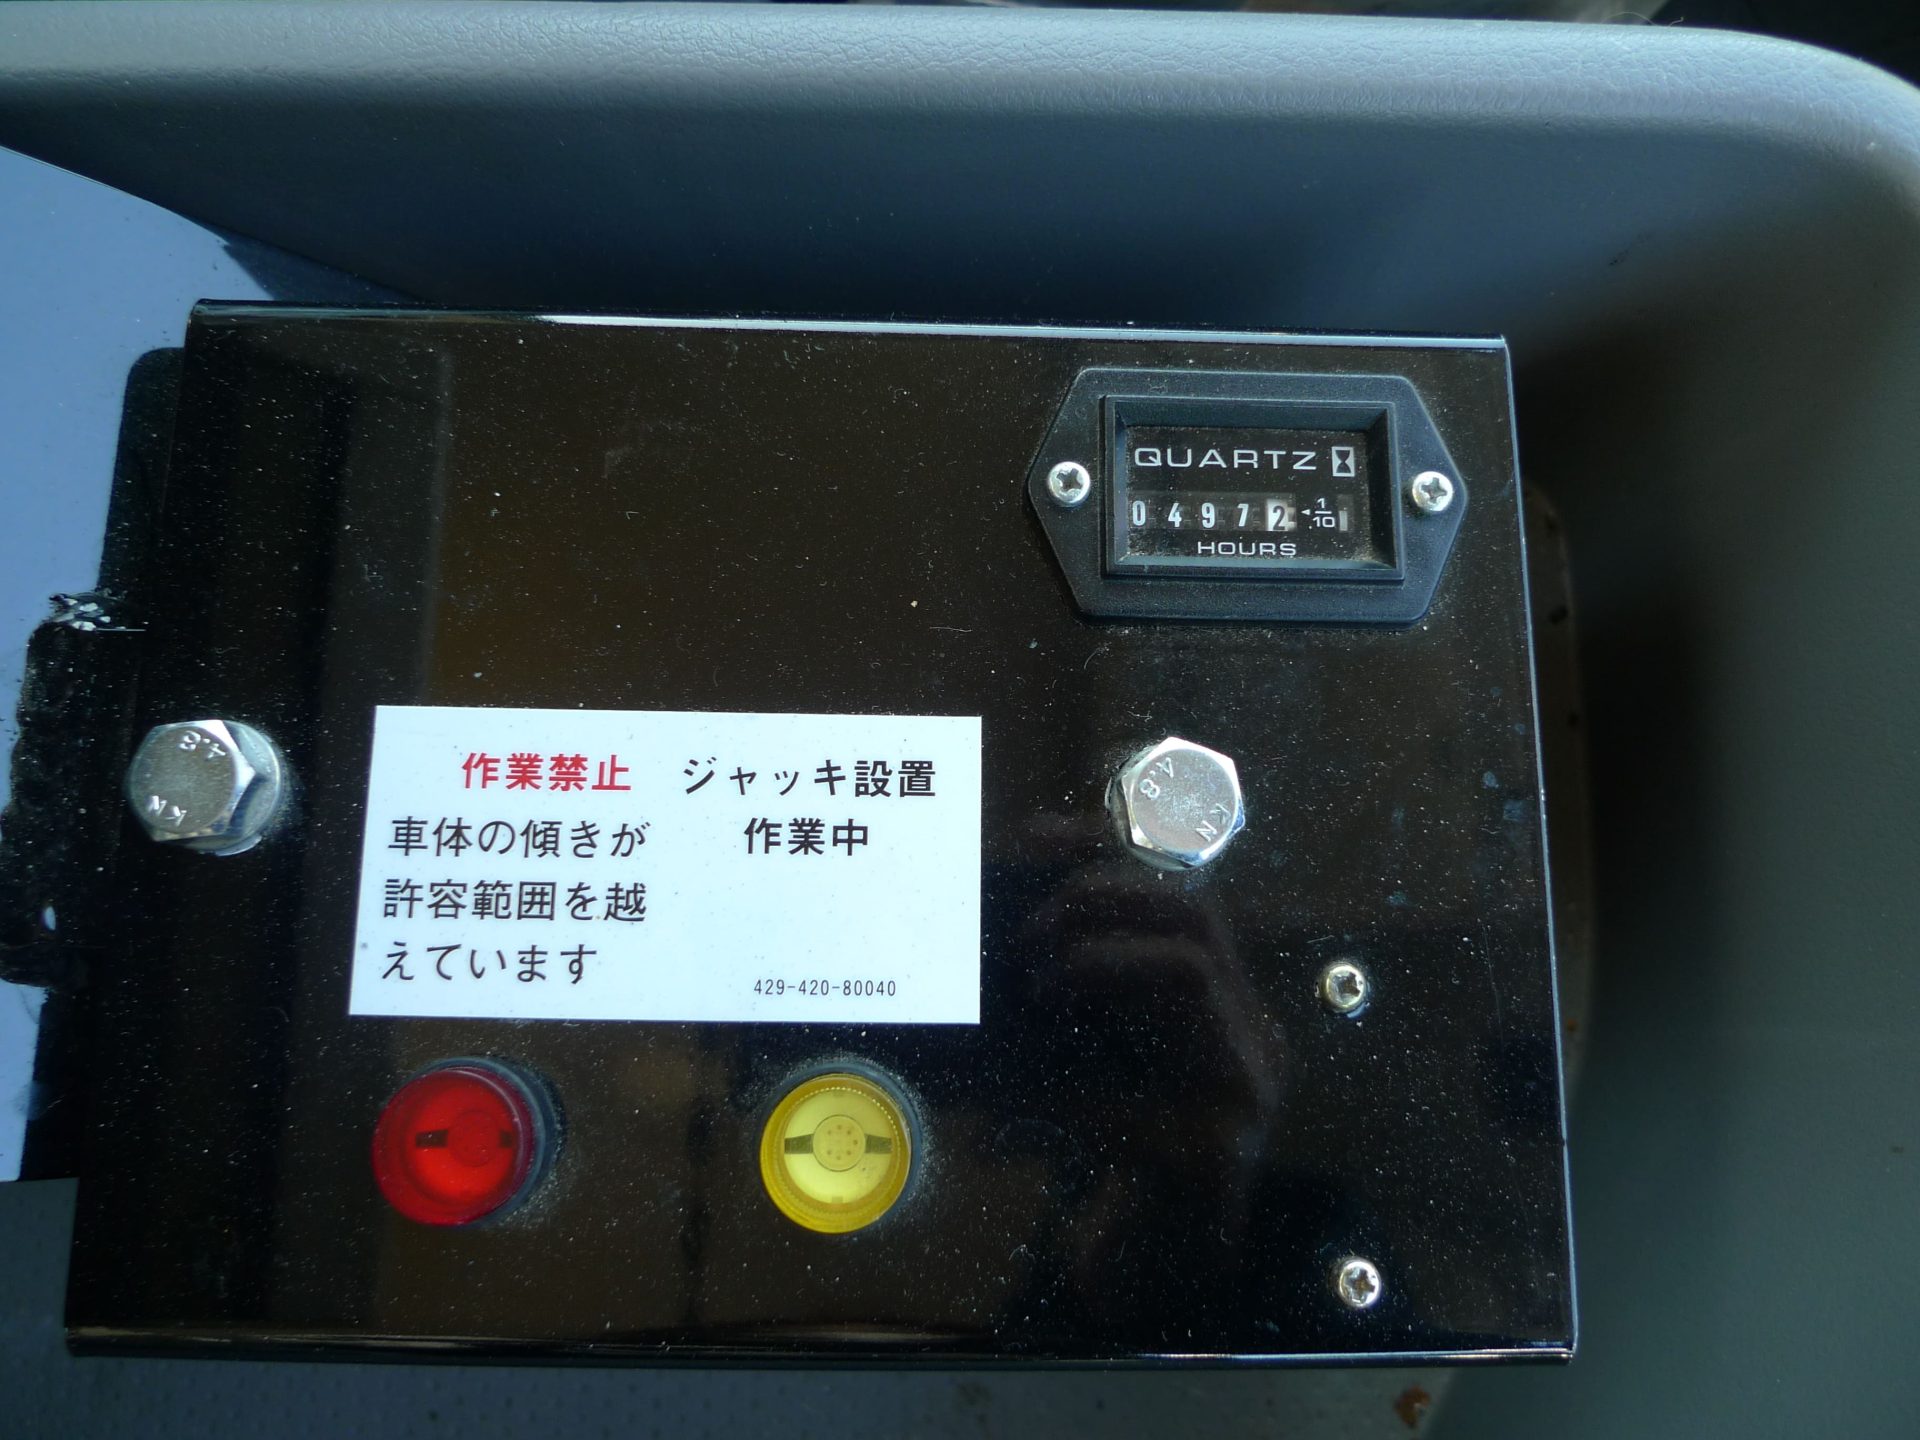 QUARTZ
04972 1/10
HOURS
作業禁止 ジャッキ設置
車体の傾きが 作業中
許容範囲を越
えています
429-420-80040
4.8
KN
4.8
KN